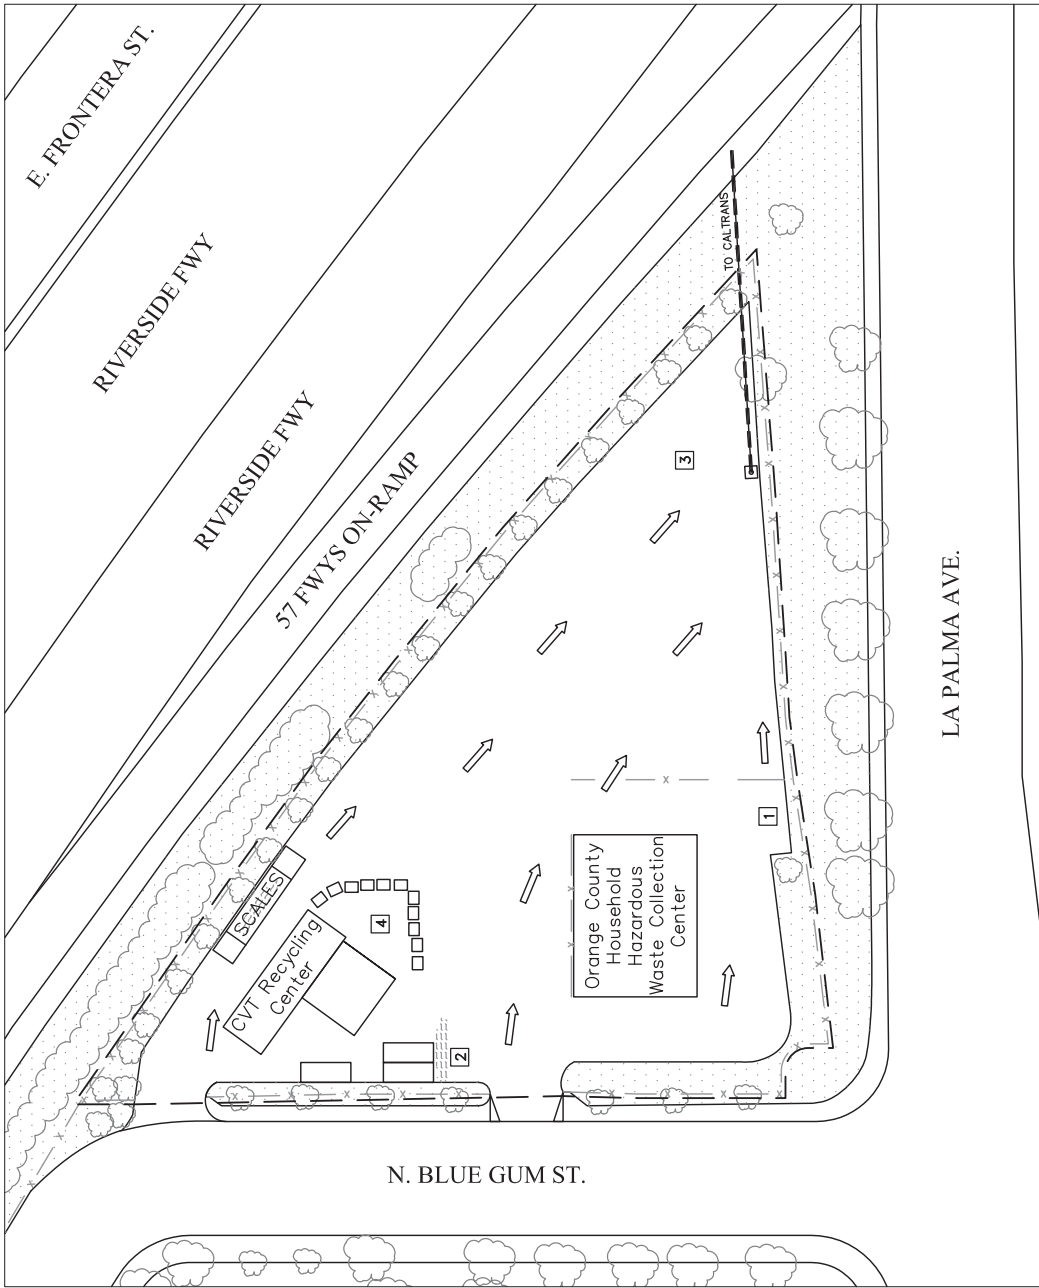 E. FRONTERA ST.
RIVERSIDE FWY
RIVERSIDE FWY
57 FWYS ON-RAMP
TO CALTRANS
3
LA PALMA AVE.
1
SCALES
4
CVT Recycling
Center
Orange County
Household
Hazardous
Waste Collection
Center
2
N. BLUE GUM ST.